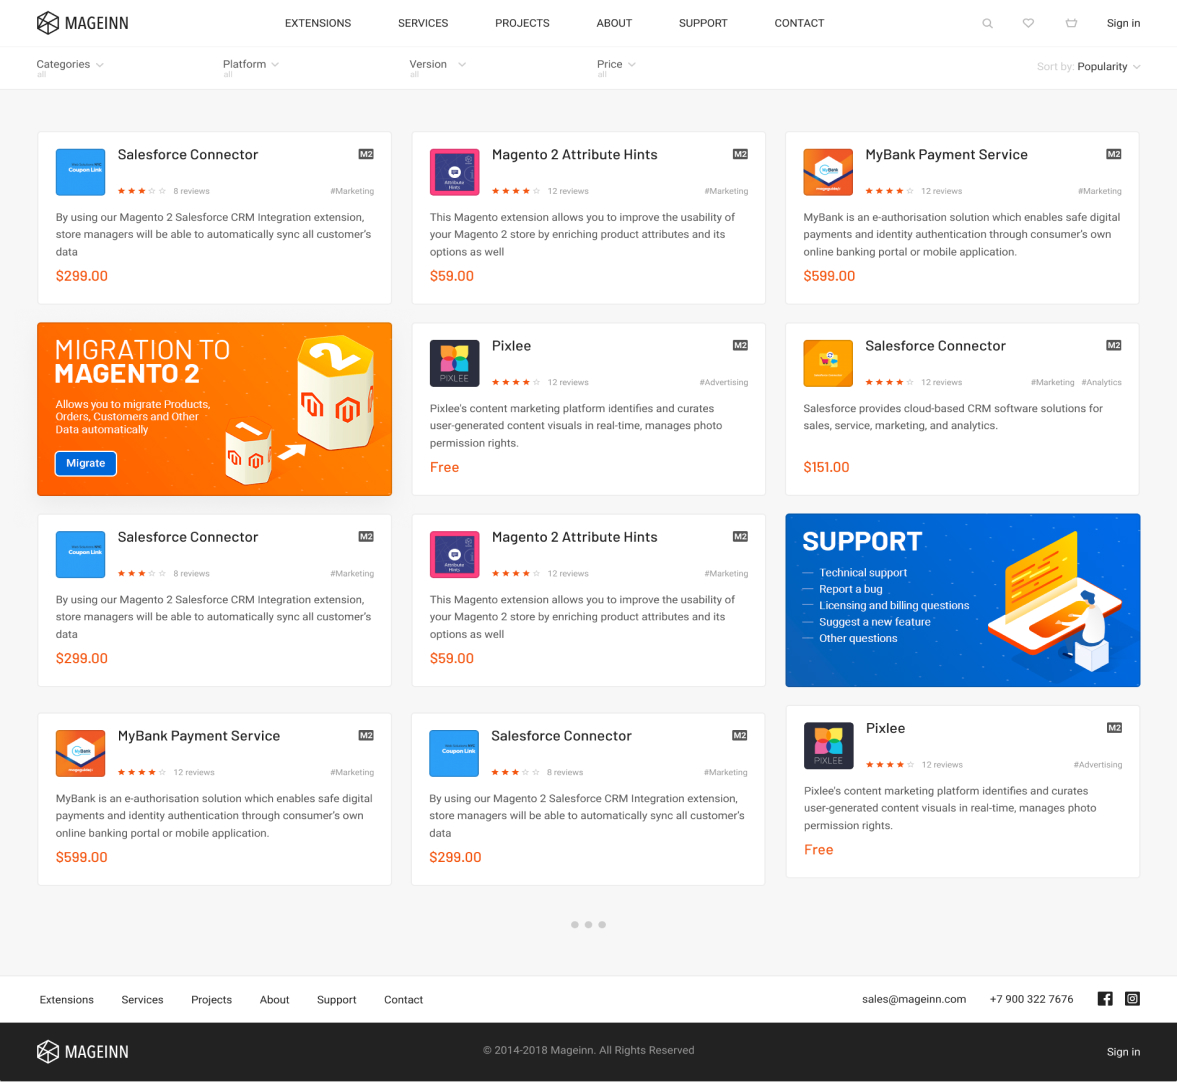 MAGEINN
EXTENSIONS SERVICES PROJECTS ABOUT SUPPORT CONTACT Sign in
Categories Platform Version Price Sort by: Popularity
all all all all
Salesforce Connector M2
8 reviews #Marketing
By using our Magento 2 Salesforce CRM Integration extension,
store managers will be able to automatically sync all customer's
data
$299.00
Magento 2 Attribute Hints M2
12 reviews #Marketing
Attribute
Hints
This Magento extension allows you to improve the usability of
your Magento 2 store by enriching product attributes and its
options as well
$59.00
MyBank Payment Service M2
MyBank
12 reviews #Marketing
MyBank is an e-authorisation solution which enables safe digital
payments and identity authentication through consumer's own
online banking portal or mobile application.
$599.00
Coupon Link
MIGRATION TO
MAGENTO 2
Allows you to migrate Products,
Orders, Customers and Other
Data automatically
Migrate
2
Pixlee M2
PIXLEE
12 reviews #Advertising
Pixlee's content marketing platform identifies and curates
user-generated content visuals in real-time, manages photo
permission rights.
Free
Salesforce Connector M2
12 reviews #Marketing #Analytics
Salesforce provides cloud-based CRM software solutions for
sales, service, marketing, and analytics.
$151.00
Salesforce Connector M2
Coupon Link
8 reviews #Marketing
By using our Magento 2 Salesforce CRM Integration extension,
store managers will be able to automatically sync all customer's
data
$299.00
Magento 2 Attribute Hints M2
Attribute
Hints
12 reviews #Marketing
This Magento extension allows you to improve the usability of
your Magento 2 store by enriching product attributes and its
options as well
$59.00
SUPPORT
— Technical support
— Report a bug
— Licensing and billing questions
— Suggest a new feature
— Other questions
MyBank Payment Service M2
MyBank
12 reviews #Marketing
MyBank is an e-authorisation solution which enables safe digital
payments and identity authentication through consumer's own
online banking portal or mobile application.
$599.00
Salesforce Connector M2
Coupon Link
8 reviews #Marketing
By using our Magento 2 Salesforce CRM Integration extension,
store managers will be able to automatically sync all customer's
data
$299.00
Pixlee M2
PIXLEE
12 reviews #Advertising
Pixlee's content marketing platform identifies and curates
user-generated content visuals in real-time, manages photo
permission rights.
Free
Extensions Services Projects About Support Contact sales@mageinn.com +7 900 322 7676
MAGEINN © 2014-2018 Mageinn. All Rights Reserved Sign in